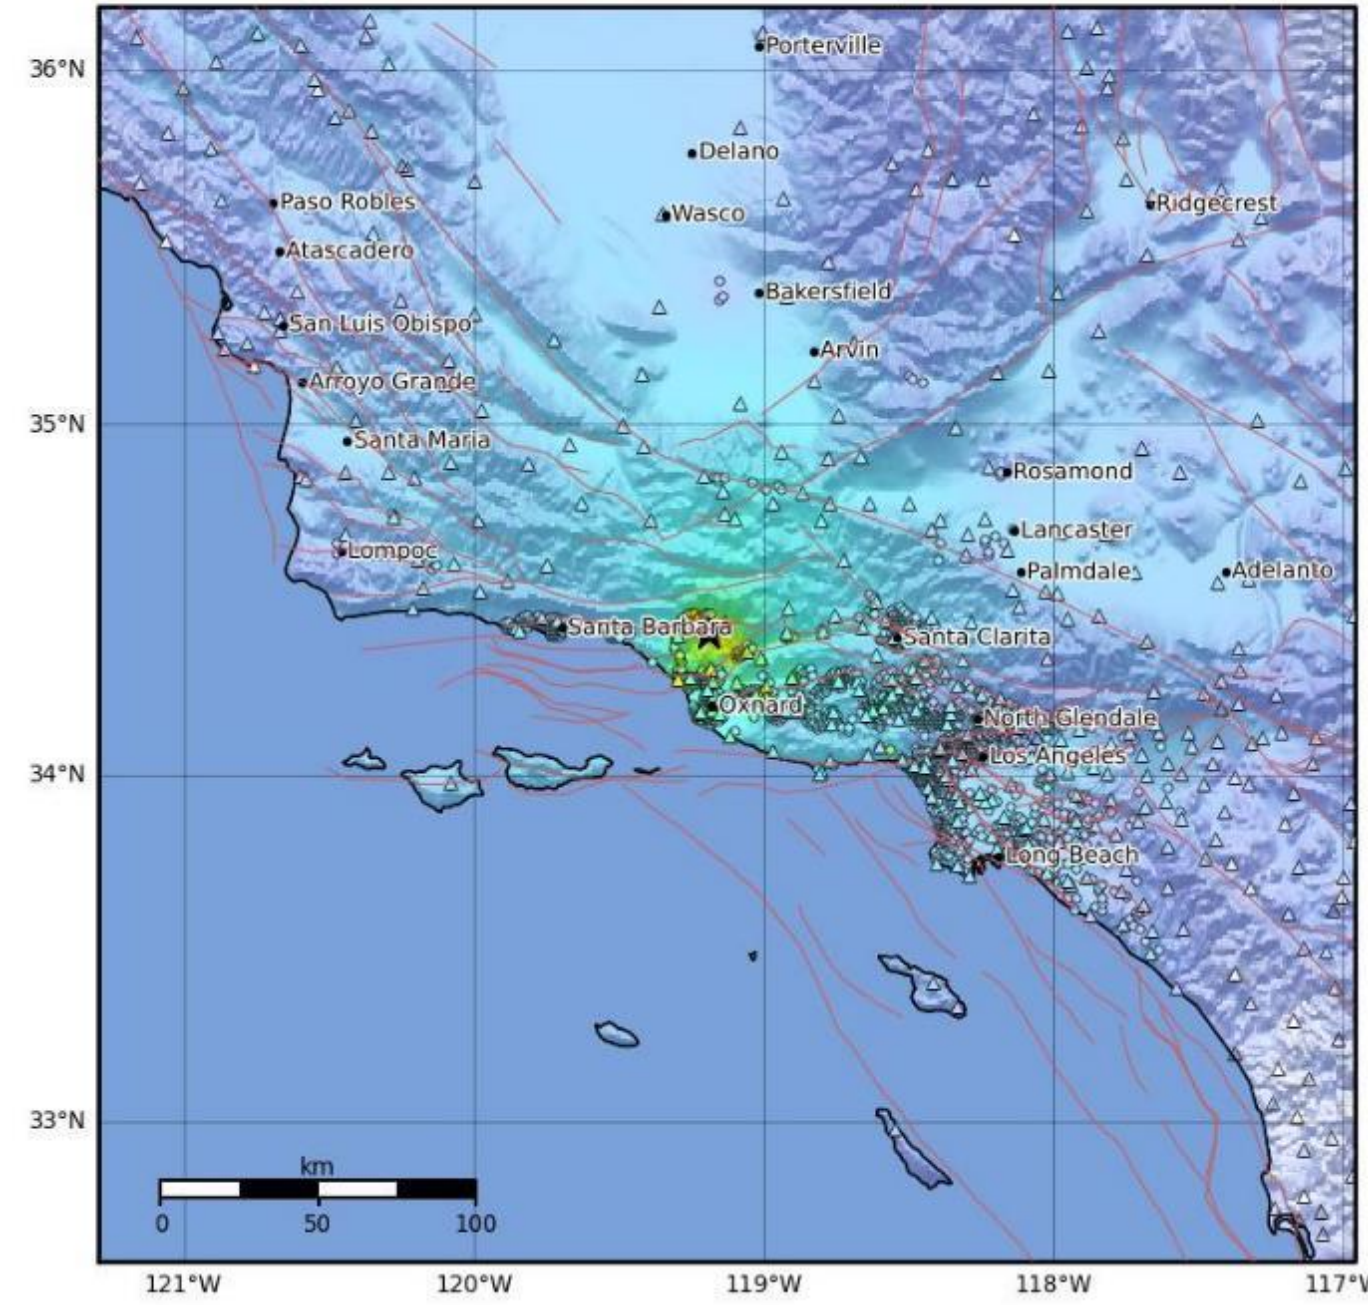 36°N
Porterville
Delano
Paso Robles
Wasco
Ridgecrest
Atascadero
Bakersfield
San Luis Obispo
Arvin
Arroyo Grande
35°N
Santa Maria
Rosamond
Lancaster
Lompoc
Palmdale
Adelanto
Santa Barbara
Santa Clarita
Oxnard
North Glendale
Los Angeles
34°N
Long Beach
33°N
km
0 50 100
121°W 120°W 119°W 118°W 117°W